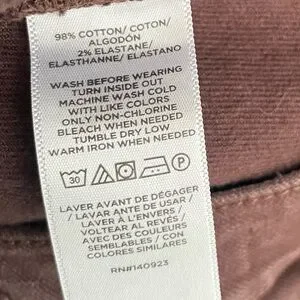 98% COTTON/ COTON/
ALGODÓN
2% ELASTANE/
ELASTHANNE/ ELASTANO
WASH BEFORE WEARING
TURN INSIDE OUT
MACHINE WASH COLD
WITH LIKE COLORS
ONLY NON-CHLORINE
BLEACH WHEN NEEDED
TUMBLE DRY LOW
WARM IRON WHEN NEEDED
30 P
LAVER AVANT DE DÉGAGER
/ LAVAR ANTE DE USAR /
LAVER À L'ENVERS /
VOLTEAR AL REVÉS /
AVEC DES COULEURS
SEMBLABLES / CON
COLORES SIMILARES
RN#140923